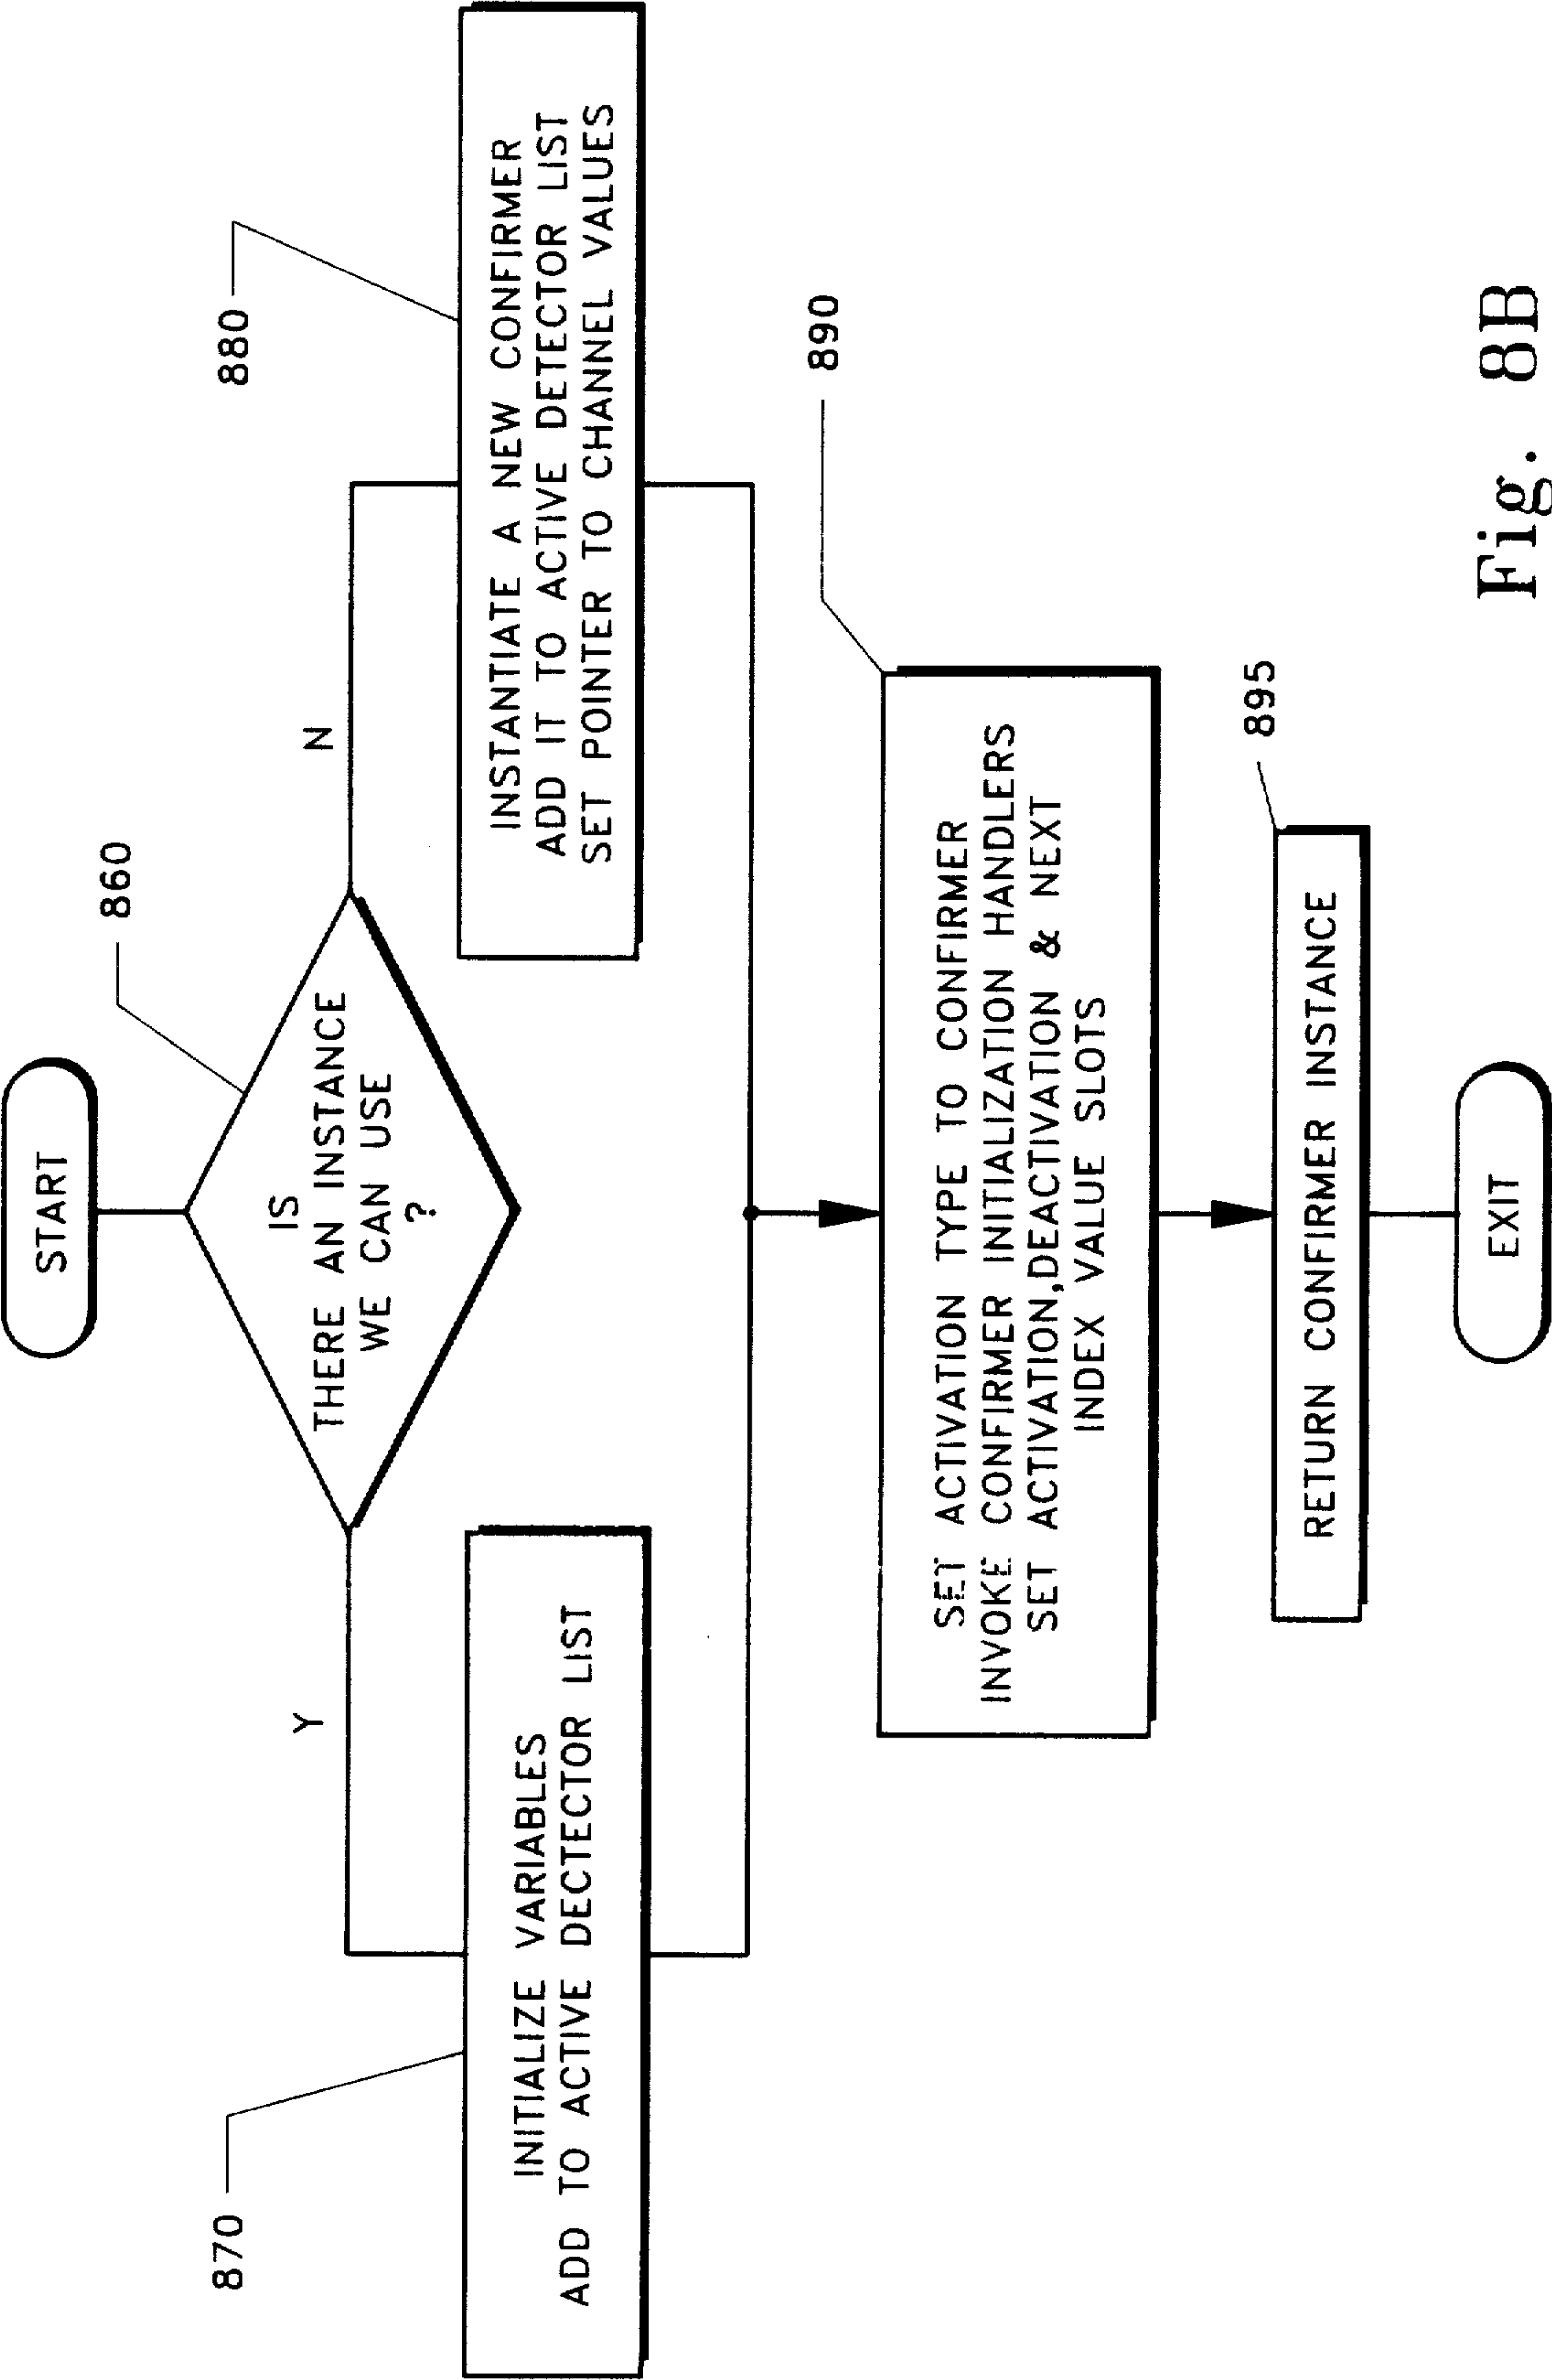 START
860
IS
THERE AN INSTANCE
WE CAN USE
?
Y
N
870
INITIALIZE VARIABLES
ADD TO ACTIVE DECTECTOR LIST
880
INSTANTIATE A NEW CONFIRMER
ADD IT TO ACTIVE DETECTOR LIST
SET POINTER TO CHANNEL VALUES
890
SET ACTIVATION TYPE TO CONFIRMER
INVOKE CONFIRMER INITIALIZATION HANDLERS
SET ACTIVATION,DEACTIVATION & NEXT
INDEX VALUE SLOTS
895
RETURN CONFIRMER INSTANCE
EXIT
Fig. 8B